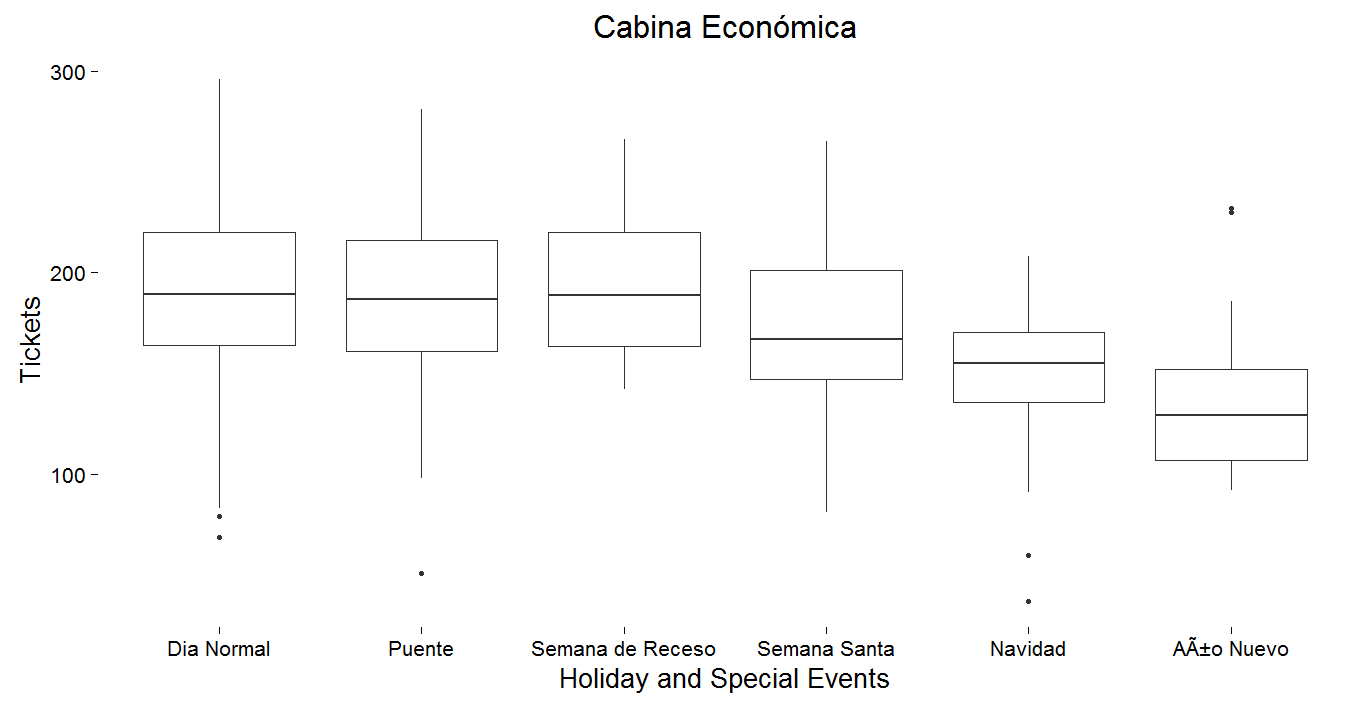 Cabina Económica
300
200
100
Tickets
Dia Normal Puente Semana de Receso Semana Santa Navidad AÃ±o Nuevo
Holiday and Special Events